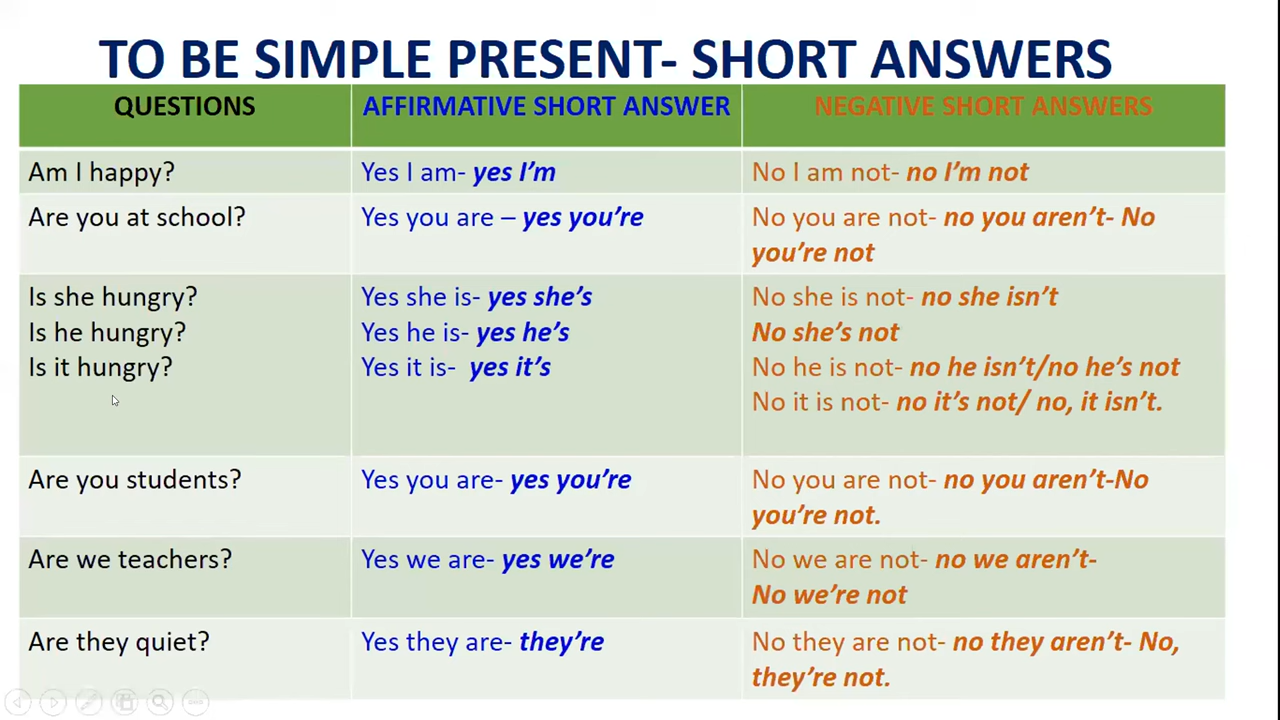 TO BE SIMPLE PRESENT- SHORT ANSWERS
QUESTIONS
AFFIRMATIVE SHORT ANSWER
NEGATIVE SHORT ANSWERS
Am I happy?
Yes I am- yes I’m
No I am not- no I’m not
Are you at school?
Yes you are – yes you’re
No you are not- no you aren’t- No
you’re not
Is she hungry?
Is he hungry?
Is it hungry?
Yes she is- yes she’s
Yes he is- yes he’s
Yes it is- yes it’s
No she is not- no she isn’t
No she’s not
No he is not- no he isn’t/no he’s not
No it is not- no it’s not/ no, it isn’t.
Are you students?
Yes you are- yes you’re
No you are not- no you aren’t-No
you’re not.
Are we teachers?
Yes we are- yes we’re
No we are not- no we aren’t-
No we’re not
Are they quiet?
Yes they are- they’re
No they are not- no they aren’t- No,
they’re not.